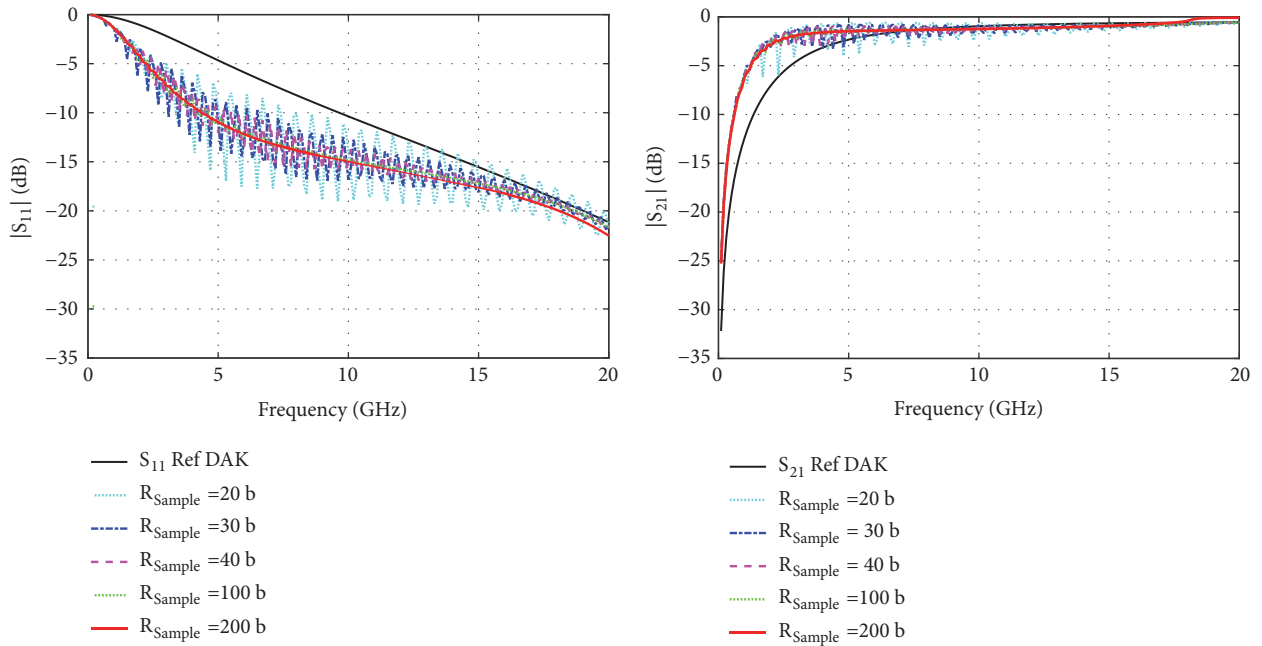 0
−5
−10
−15
−20
−25
−30
−35
|S11| (dB)
0 5 10 15 20
Frequency (GHz)
S11 Ref DAK
RSample =20 b
RSample =30 b
RSample =40 b
RSample =100 b
RSample =200 b
0
−5
−10
−15
−20
−25
−30
−35
|S21| (dB)
0 5 10 15 20
Frequency (GHz)
S21 Ref DAK
RSample =20 b
RSample = 30 b
RSample = 40 b
RSample =100 b
RSample =200 b